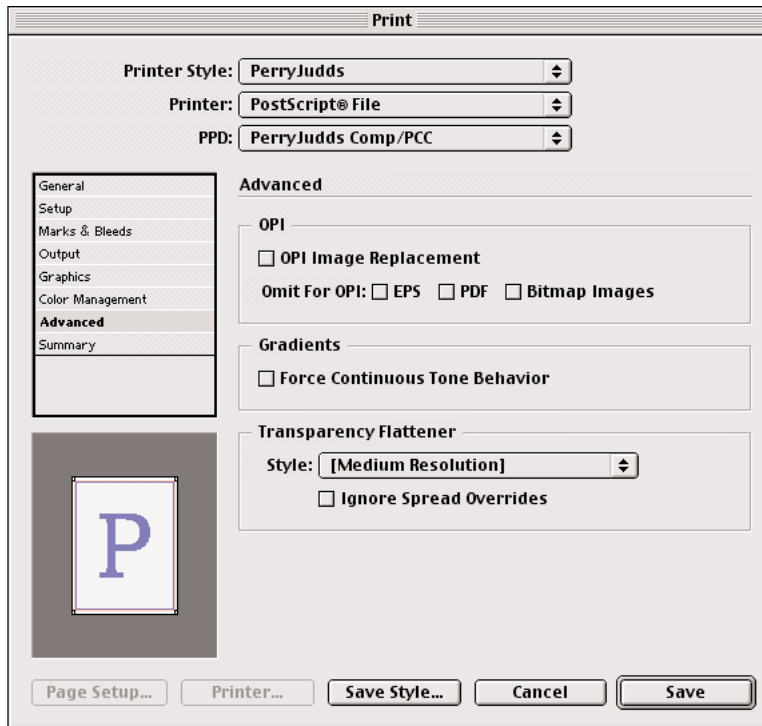 Print
Printer Style: PerryJudds
Printer: PostScript® File
PPD: PerryJudds Comp/PCC
General
Setup
Marks & Bleeds
Output
Graphics
Color Management
Advanced
Summary
Advanced
OPI
OPI Image Replacement
Omit For OPI: EPS PDF Bitmap Images
Gradients
Force Continuous Tone Behavior
Transparency Flattener
Style: [Medium Resolution]
Ignore Spread Overrides
P
Page Setup... Printer... Save Style... Cancel Save